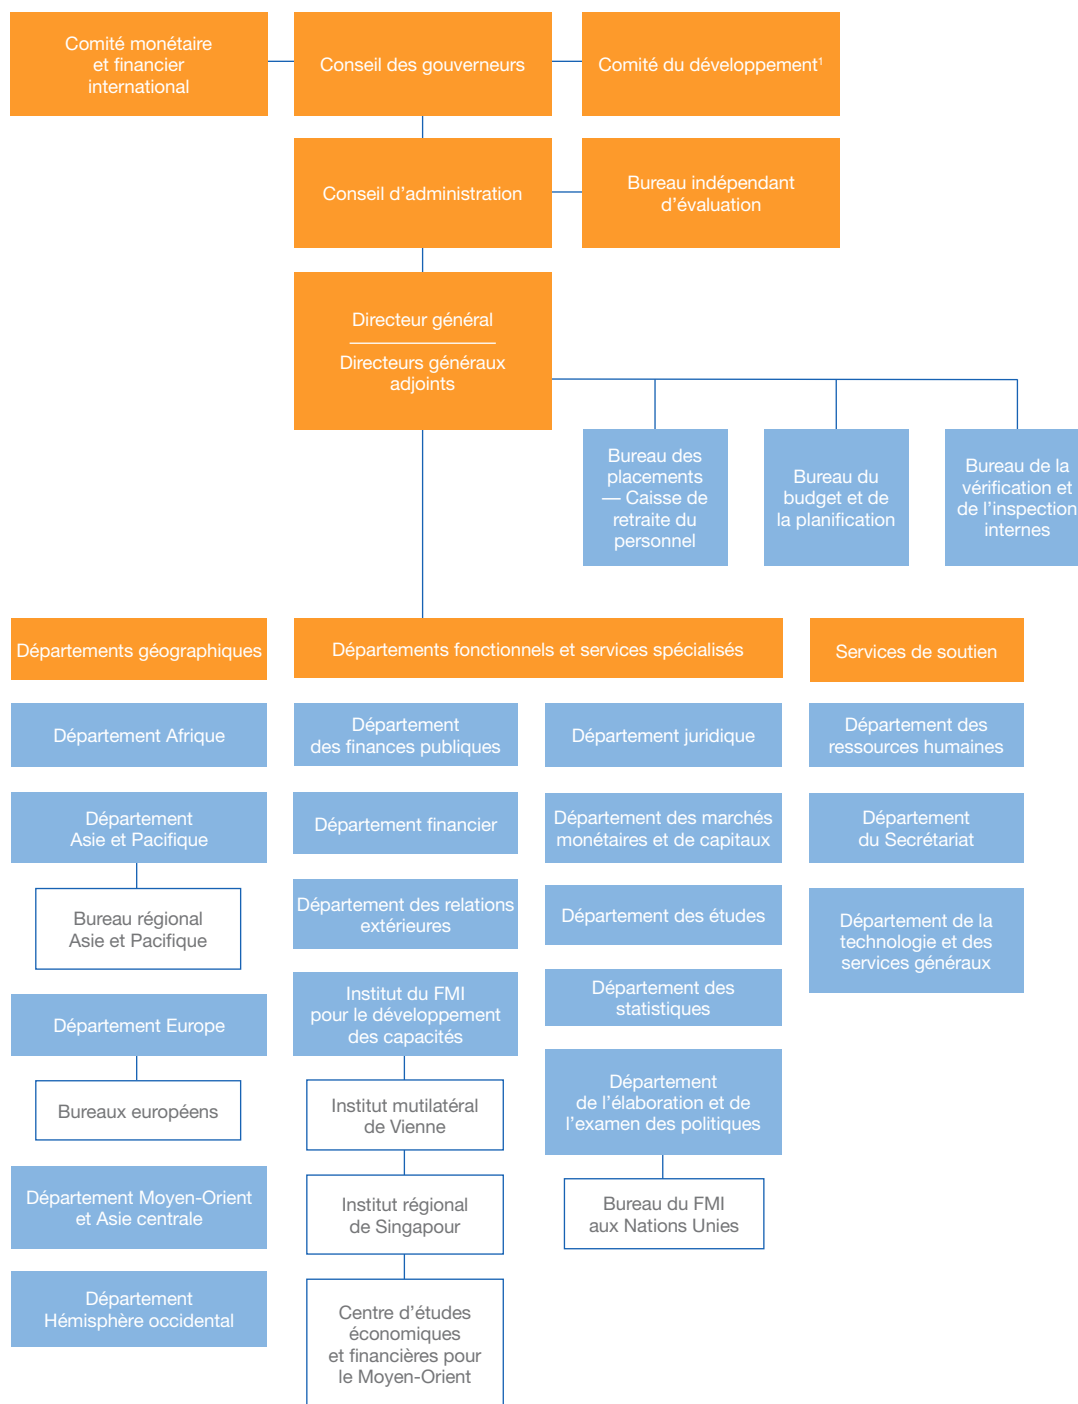 Comité monétaire
et financier
international
Conseil des gouverneurs
Comité du développement¹
Conseil d’administration
Bureau indépendant
d’évaluation
Directeur général
Directeurs généraux
adjoints
Bureau des
placements
— Caisse de
retraite du
personnel
Bureau du
budget et de
la planification
Bureau de la
vérification et
de l’inspection
internes
Départements géographiques
Départements fonctionnels et services spécialisés
Services de soutien
Département Afrique
Département
des finances publiques
Département juridique
Département des
ressources humaines
Département
Asie et Pacifique
Département financier
Département des marchés
monétaires et de capitaux
Département
du Secrétariat
Bureau régional
Asie et Pacifique
Département des relations
extérieures
Département des études
Département de la
technologie et des
services généraux
Département Europe
Institut du FMI
pour le développement
des capacités
Département des
statistiques
Bureaux européens
Institut mutilatéral
de Vienne
Département
de l’élaboration et de
l’examen des politiques
Département Moyen-Orient
et Asie centrale
Institut régional
de Singapour
Bureau du FMI
aux Nations Unies
Département
Hémisphère occidental
Centre d’études
économiques
et financières pour
le Moyen-Orient